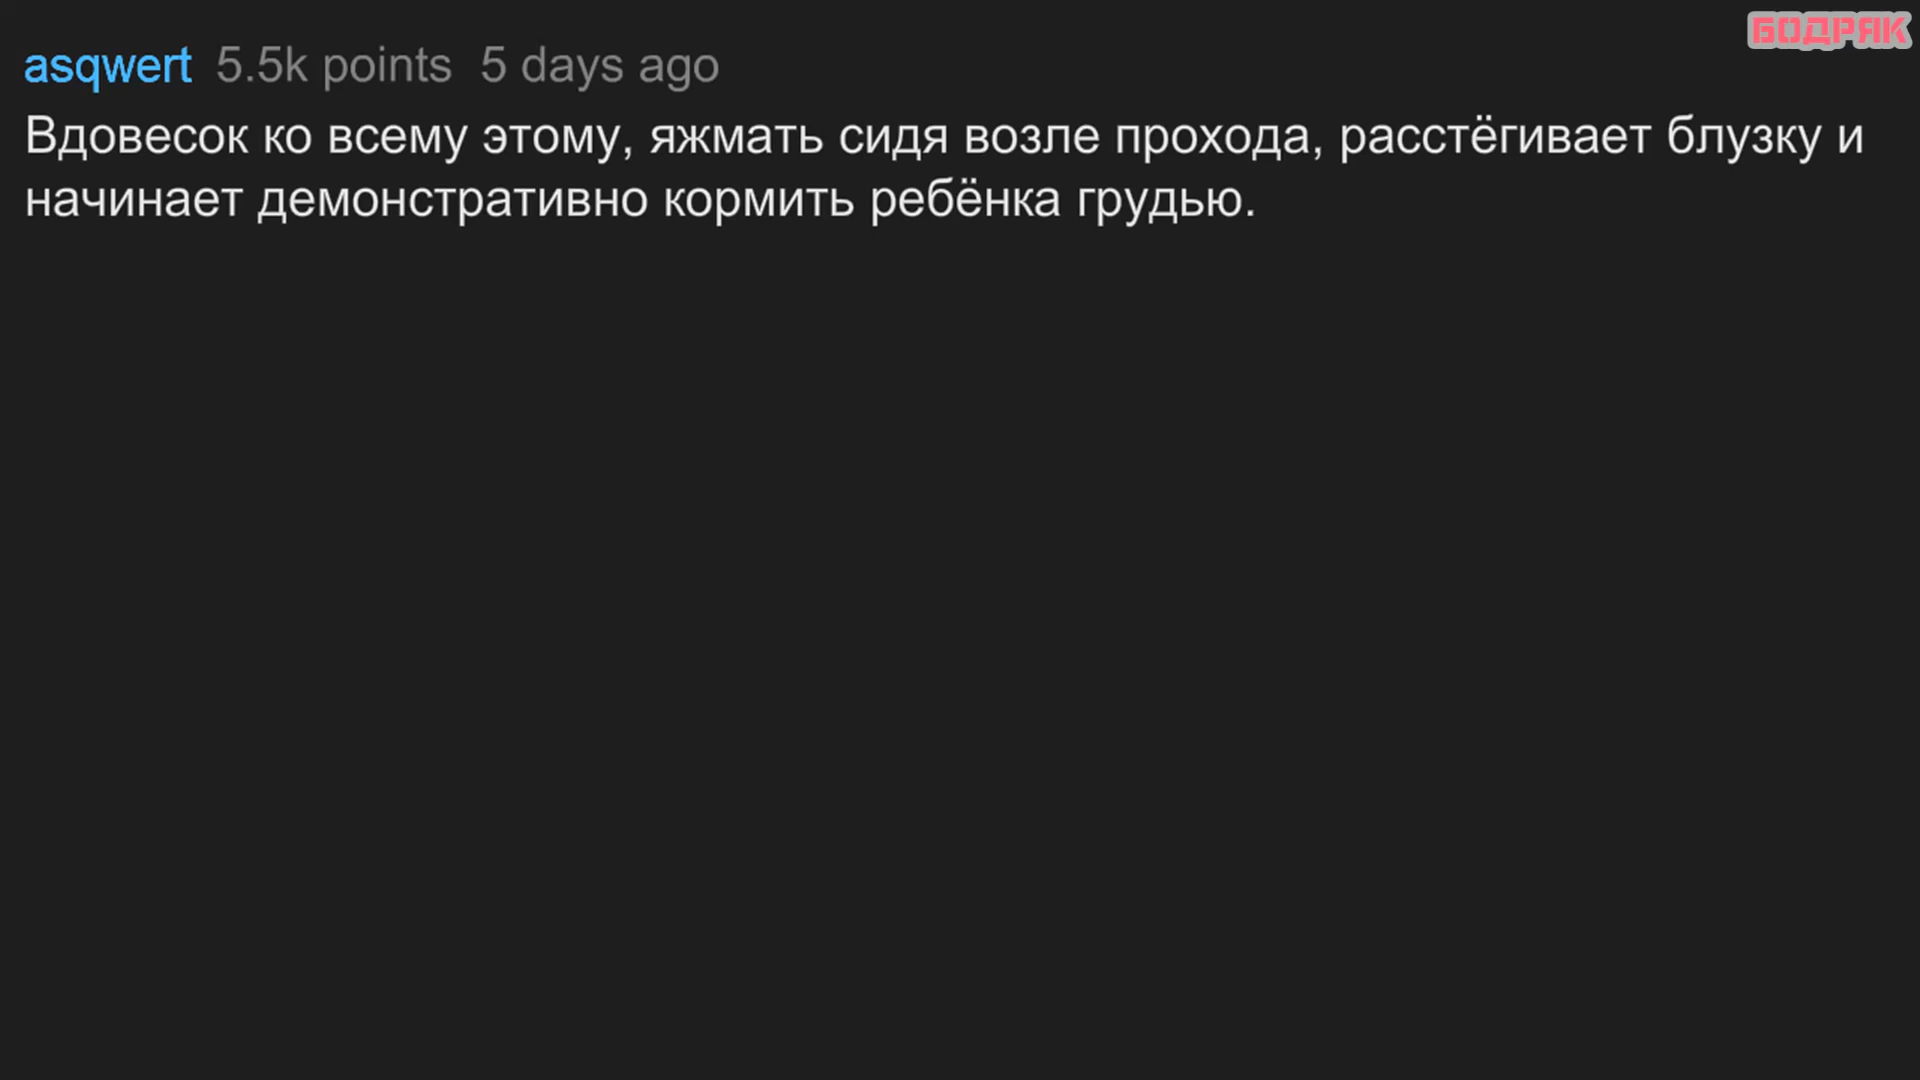 БОДРЯК
asqwert 5.5k points 5 days ago
Вдовесок ко всему этому, яжмать сидя возле прохода, расстёгивает блузку и
начинает демонстративно кормить ребёнка грудью.